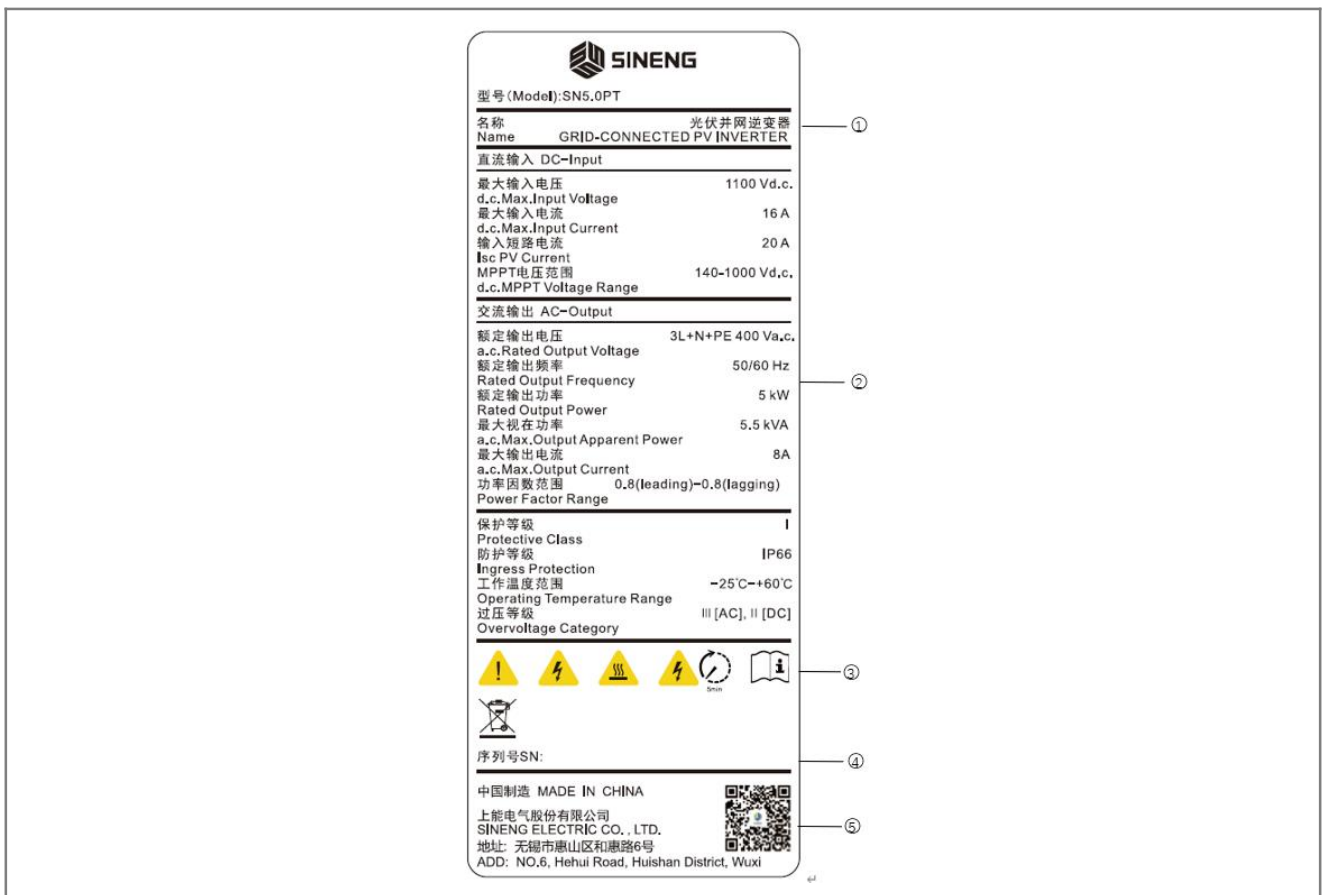 SINENG
型号(Model):SN5.0PT
名称 光伏并网逆变器
Name GRID-CONNECTED PV INVERTER
①
直流输入 DC-Input
最大输入电压 1100 Vd.c.
d.c.Max.Input Voltage
最大输入电流 16 A
d.c.Max.Input Current
输入短路电流 20 A
Isc PV Current
MPPT电压范围 140-1000 Vd.c.
d.c.MPPT Voltage Range
交流输出 AC-Output
额定输出电压 3L+N+PE 400 Va.c.
a.c.Rated Output Voltage
额定输出频率 50/60 Hz
Rated Output Frequency
②
额定输出功率 5 kW
Rated Output Power
最大视在功率 5.5 kVA
a.c.Max.Output Apparent Power
最大输出电流 8A
a.c.Max.Output Current
功率因数范围 0.8(leading)-0.8(lagging)
Power Factor Range
保护等级 I
Protective Class
防护等级 IP66
Ingress Protection
工作温度范围 -25℃-+60℃
Operating Temperature Range
过压等级 III [AC], II [DC]
Overvoltage Category
5min
③
序列号SN:
④
中国制造 MADE IN CHINA
上能电气股份有限公司
SINENG ELECTRIC CO., LTD.
⑤
地址: 无锡市惠山区和惠路6号
ADD: NO.6, Hehui Road, Huishan District, Wuxi